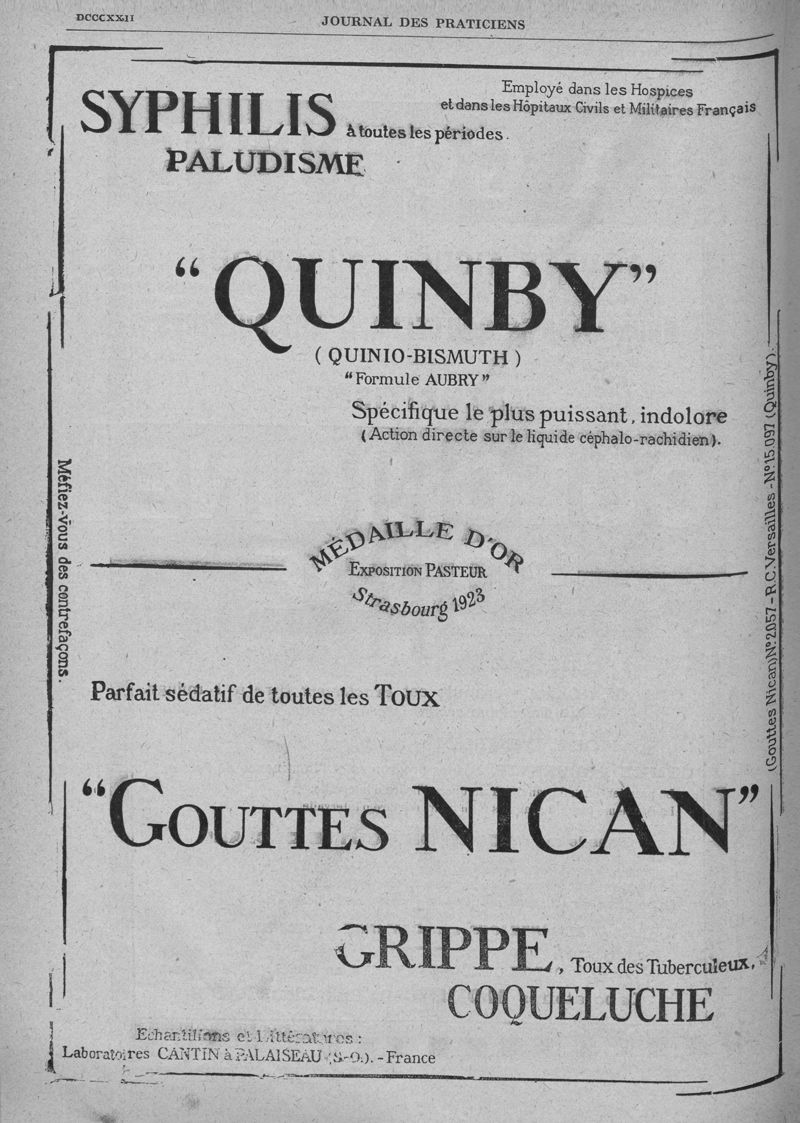 DCCCXXII
JOURNAL DES PRATICIENS
Employé dans les Hospices
et dans les Hôpitaux Civils et Militaires Français
SYPHILIS à toutes les périodes.
PALUDISME
“QUINBY”
(QUINIO-BISMUTH)
“Formule AUBRY”
Spécifique le plus puissant, indolore
(Action directe sur le liquide céphalo-rachidien).
Méfiez-vous des contrefaçons.
(Gouttes Nican) N° 2.057 - R.C. Versailles - N° 15.097 (Quinby).
MÉDAILLE D'OR
EXPOSITION PASTEUR
Strasbourg 1923
Parfait sédatif de toutes les TOUX
“GOUTTES NICAN”
GRIPPE, Toux des Tuberculeux,
COQUELUCHE
Echantillons et Littératures :
Laboratoires CANTIN à PALAISEAU (S-O.). - France